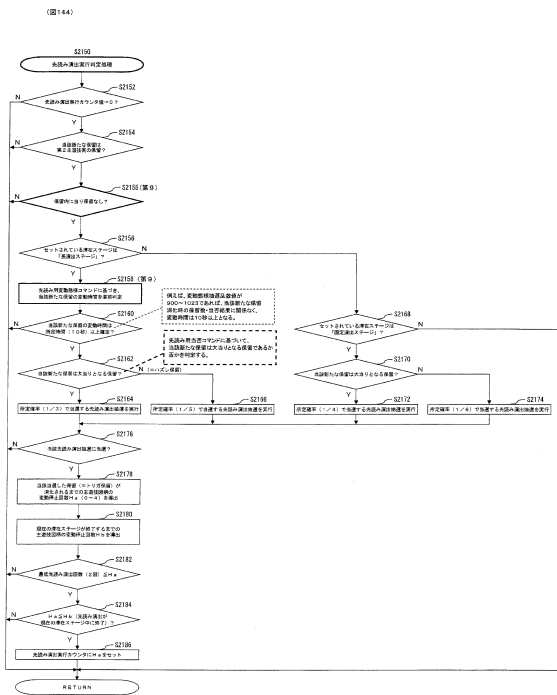 (図144)
S2150
先読み演出実行判定処理
S2152
先読み演出実行カウンタ値=0?
N
Y
S2154
当該新たな保留は
第2主遊技側の保留?
N
Y
S2155(第9)
保留内に当り保留なし?
N
Y
S2156
セットされている滞在ステージは
「長演出ステージ」?
N
Y
S2158(第9)
先読み用変動態様コマンドに基づき、
当該新たな保留の変動時間を事前判定
例えば、変動態様抽選乱数値が
900~1023であれば、当該新たな保留
消化時の保留数・当否結果に関係なく、
変動時間は10秒以上となる。
S2160
当該新たな保留の変動時間は
所定時間(10秒)以上確定?
N
Y
先読み用当否コマンドに基づいて、
当該新たな保留は大当りとなる保留であるか
否かを判定する。
S2162
当該新たな保留は大当りとなる保留?
N(=ハズレ保留)
Y
S2164
所定確率(1/3)で当選する先読み演出抽選を実行
S2166
所定確率(1/5)で当選する先読み演出抽選を実行
S2168
セットされている滞在ステージは
「固定演出ステージ」?
N
Y
S2170
当該新たな保留は大当りとなる保留?
N
Y
S2172
所定確率(1/4)で当選する先読み演出抽選を実行
S2174
所定確率(1/6)で当選する先読み演出抽選を実行
S2176
当該先読み演出抽選に当選?
N
Y
S2178
当該当選した保留(=トリガ保留)が
消化されるまでの主遊技図柄の
変動停止回数Ha(0~4)を導出
S2180
現在の滞在ステージが終了するまでの
主遊技図柄の変動停止回数Hbを導出
S2182
最低先読み演出回数(2回)≦Ha
N
Y
S2184
Ha≦Hb(先読み演出が
現在の滞在ステージ中に終了)?
N
Y
S2186
先読み演出実行カウンタにHaをセット
RETURN